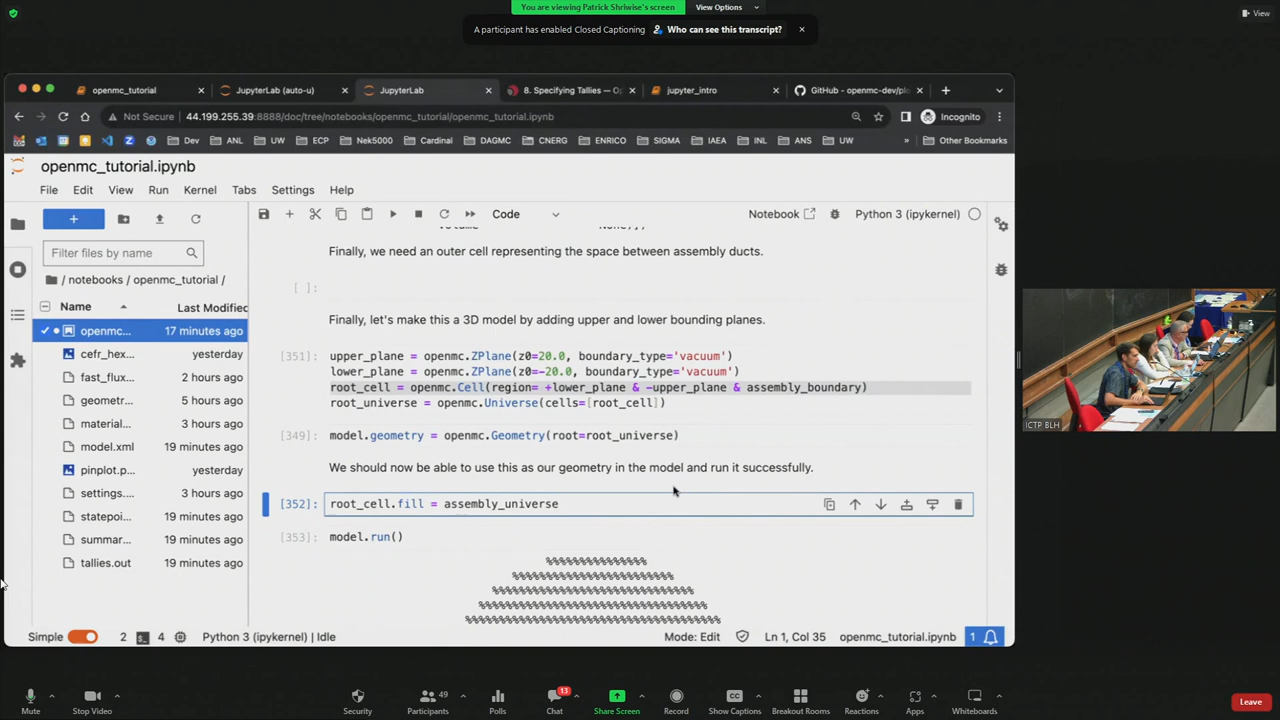 You are viewing Patrick Shriwise's screen
View Options
View
A participant has enabled Closed Captioning
Who can see this transcript?
openmc_tutorial
JupyterLab (auto-u)
JupyterLab
8. Specifying Tallies — O
jupyter_intro
GitHub - openmc-dev/ple
Not Secure
44.199.255.39:8888/doc/tree/notebooks/openmc_tutorial/openmc_tutorial.ipynb
Incognito
Dev
ANL
UW
ECP
Nek5000
Cardinal
DAGMC
CNERG
ENRICO
SIGMA
IAEA
INL
ANS
UW
»
Other Bookmarks
openmc_tutorial.ipynb
File
Edit
View
Run
Kernel
Tabs
Settings
Help
Code
Notebook
Python 3 (ipykernel)
Filter files by name
/ notebooks / openmc_tutorial /
Name
Last Modified
openmc...
17 minutes ago
cefr_hex...
yesterday
fast_flux...
2 hours ago
geometr...
3 hours ago
material...
3 hours ago
model.xml
19 minutes ago
pinplot.p...
yesterday
settings....
3 hours ago
statepoi...
19 minutes ago
summar...
19 minutes ago
tallies.out
19 minutes ago
Finally, we need an outer cell representing the space between assembly ducts.
[ ]:
Finally, let's make this a 3D model by adding upper and lower bounding planes.
[351]:
upper_plane = openmc.ZPlane(z0=20.0, boundary_type='vacuum')
lower_plane = openmc.ZPlane(z0=-20.0, boundary_type='vacuum')
root_cell = openmc.Cell(region= +lower_plane & -upper_plane & assembly_boundary)
root_universe = openmc.Universe(cells=[root_cell])
[349]:
model.geometry = openmc.Geometry(root=root_universe)
We should now be able to use this as our geometry in the model and run it successfully.
[352]:
root_cell.fill = assembly_universe
[353]:
model.run()
%%%%%%%%%%%%%%%
%%%%%%%%%%%%%%%%%%%%%%%%
%%%%%%%%%%%%%%%%%%%%%%%%%%%%%%
%%%%%%%%%%%%%%%%%%%%%%%%%%%%%%%%%%
%%%%%%%%%%%%%%%%%%%%%%%%%%%%%%%%%%%%%%
Simple
2
4
Python 3 (ipykernel) | Idle
Mode: Edit
Ln 1, Col 35
openmc_tutorial.ipynb
1
ICTP BLH
Mute
Stop Video
Security
49
Participants
Polls
13
Chat
Share Screen
Record
Show Captions
Breakout Rooms
Reactions
Apps
Whiteboards
Leave